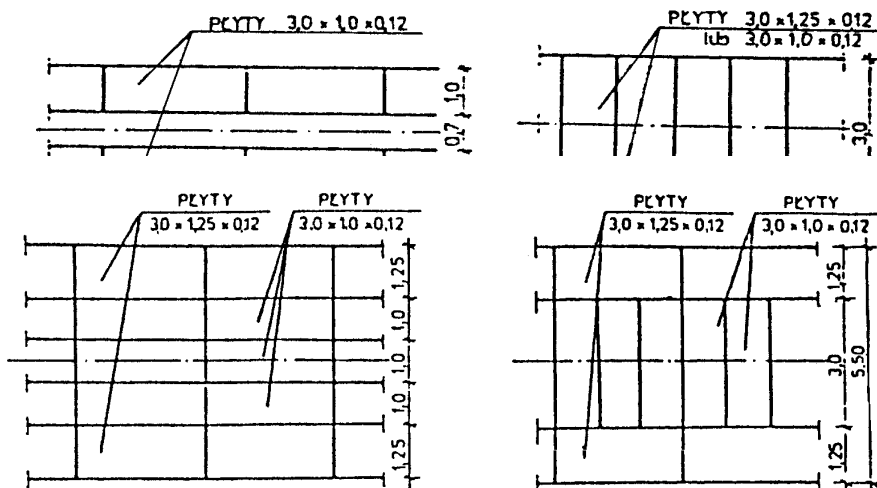 PŁYTY 3,0 × 1,0 × 0,12
1,0
0,7
PŁYTY 3,0 × 1,25 × 0,12
lub 3,0 × 1,0 × 0,12
3,0
PŁYTY
3,0 × 1,25 × 0,12
PŁYTY
3.0 × 1,0 × 0,12
1,25
1,0
1,0
1,0
1,25
PŁYTY
3,0 × 1,25 × 0,12
PŁYTY
3,0 × 1,0 × 0,12
1,25
3,0
5.50
1,25